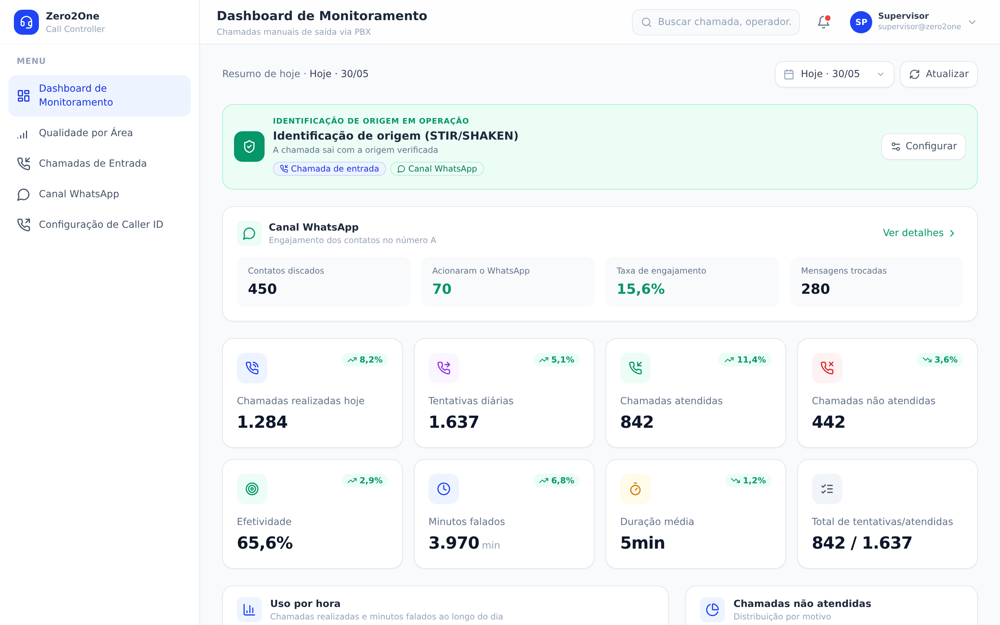 Zero2One
Call Controller
MENU
Dashboard de
Monitoramento
Qualidade por Área
Chamadas de Entrada
Canal WhatsApp
Configuração de Caller ID
Dashboard de Monitoramento
Chamadas manuais de saída via PBX
Buscar chamada, operador.
SP
Supervisor
supervisor@zero2one
Resumo de hoje · Hoje · 30/05
Hoje · 30/05
Atualizar
IDENTIFICAÇÃO DE ORIGEM EM OPERAÇÃO
Identificação de origem (STIR/SHAKEN)
A chamada sai com a origem verificada
Chamada de entrada
Canal WhatsApp
Configurar
Canal WhatsApp
Engajamento dos contatos no número A
Ver detalhes
Contatos discados
450
Acionaram o WhatsApp
70
Taxa de engajamento
15,6%
Mensagens trocadas
280
8,2%
Chamadas realizadas hoje
1.284
5,1%
Tentativas diárias
1.637
11,4%
Chamadas atendidas
842
3,6%
Chamadas não atendidas
442
2,9%
Efetividade
65,6%
6,8%
Minutos falados
3.970 min
1,2%
Duração média
5min
Total de tentativas/atendidas
842 / 1.637
Uso por hora
Chamadas realizadas e minutos falados ao longo do dia
Chamadas não atendidas
Distribuição por motivo